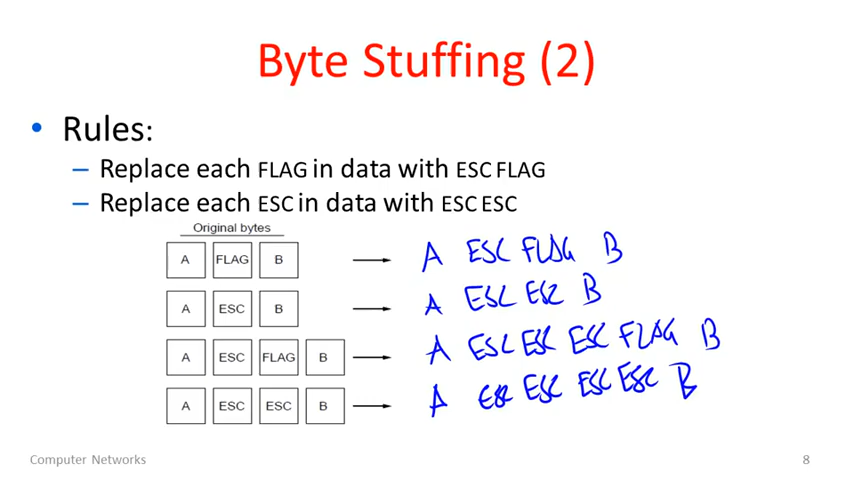 Byte Stuffing (2)
• Rules:
– Replace each FLAG in data with ESC FLAG
– Replace each ESC in data with ESC ESC
Original bytes
A FLAG B A ESC FLAG B
A ESC B A ESC ESC B
A ESC FLAG B A ESC ESC ESC FLAG B
A ESC ESC B A ESC ESC ESC ESC B
Computer Networks 8